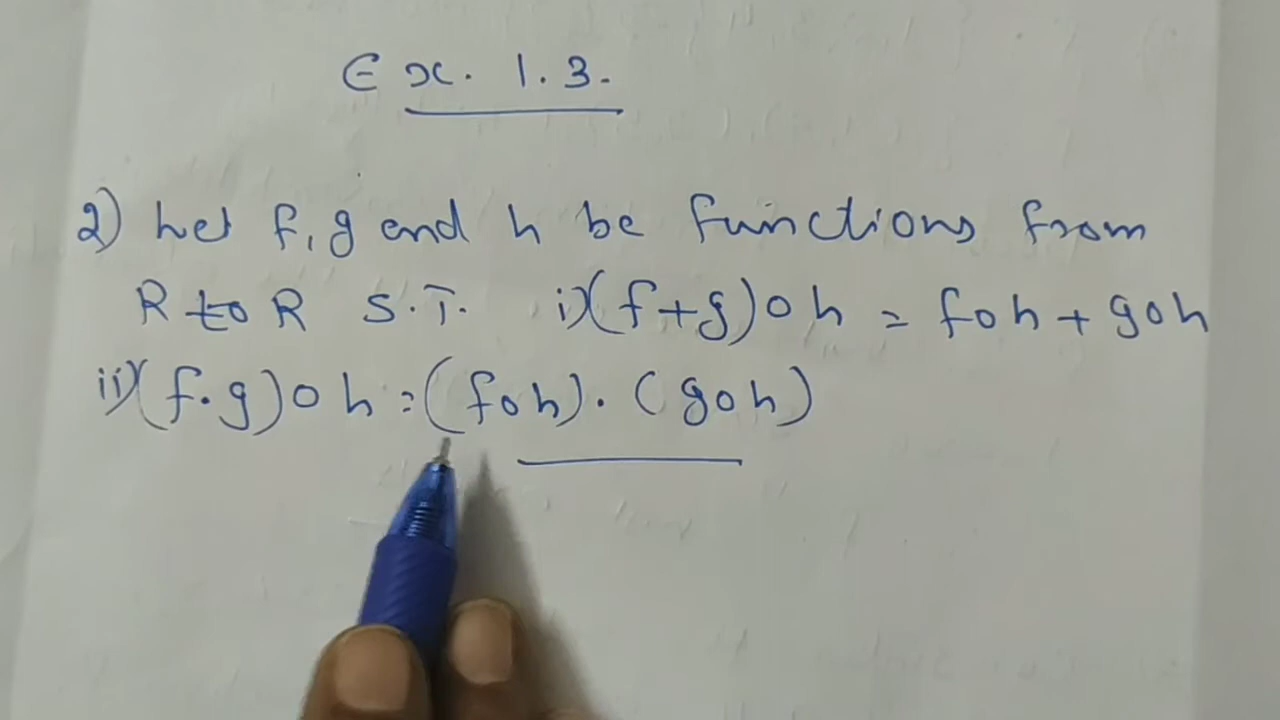 Ex. 1.3.
2) Let f, g and h be functions from
R to R S.T. i) (f+g)oh = foh + goh
ii) (f.g)oh = (foh).(goh)